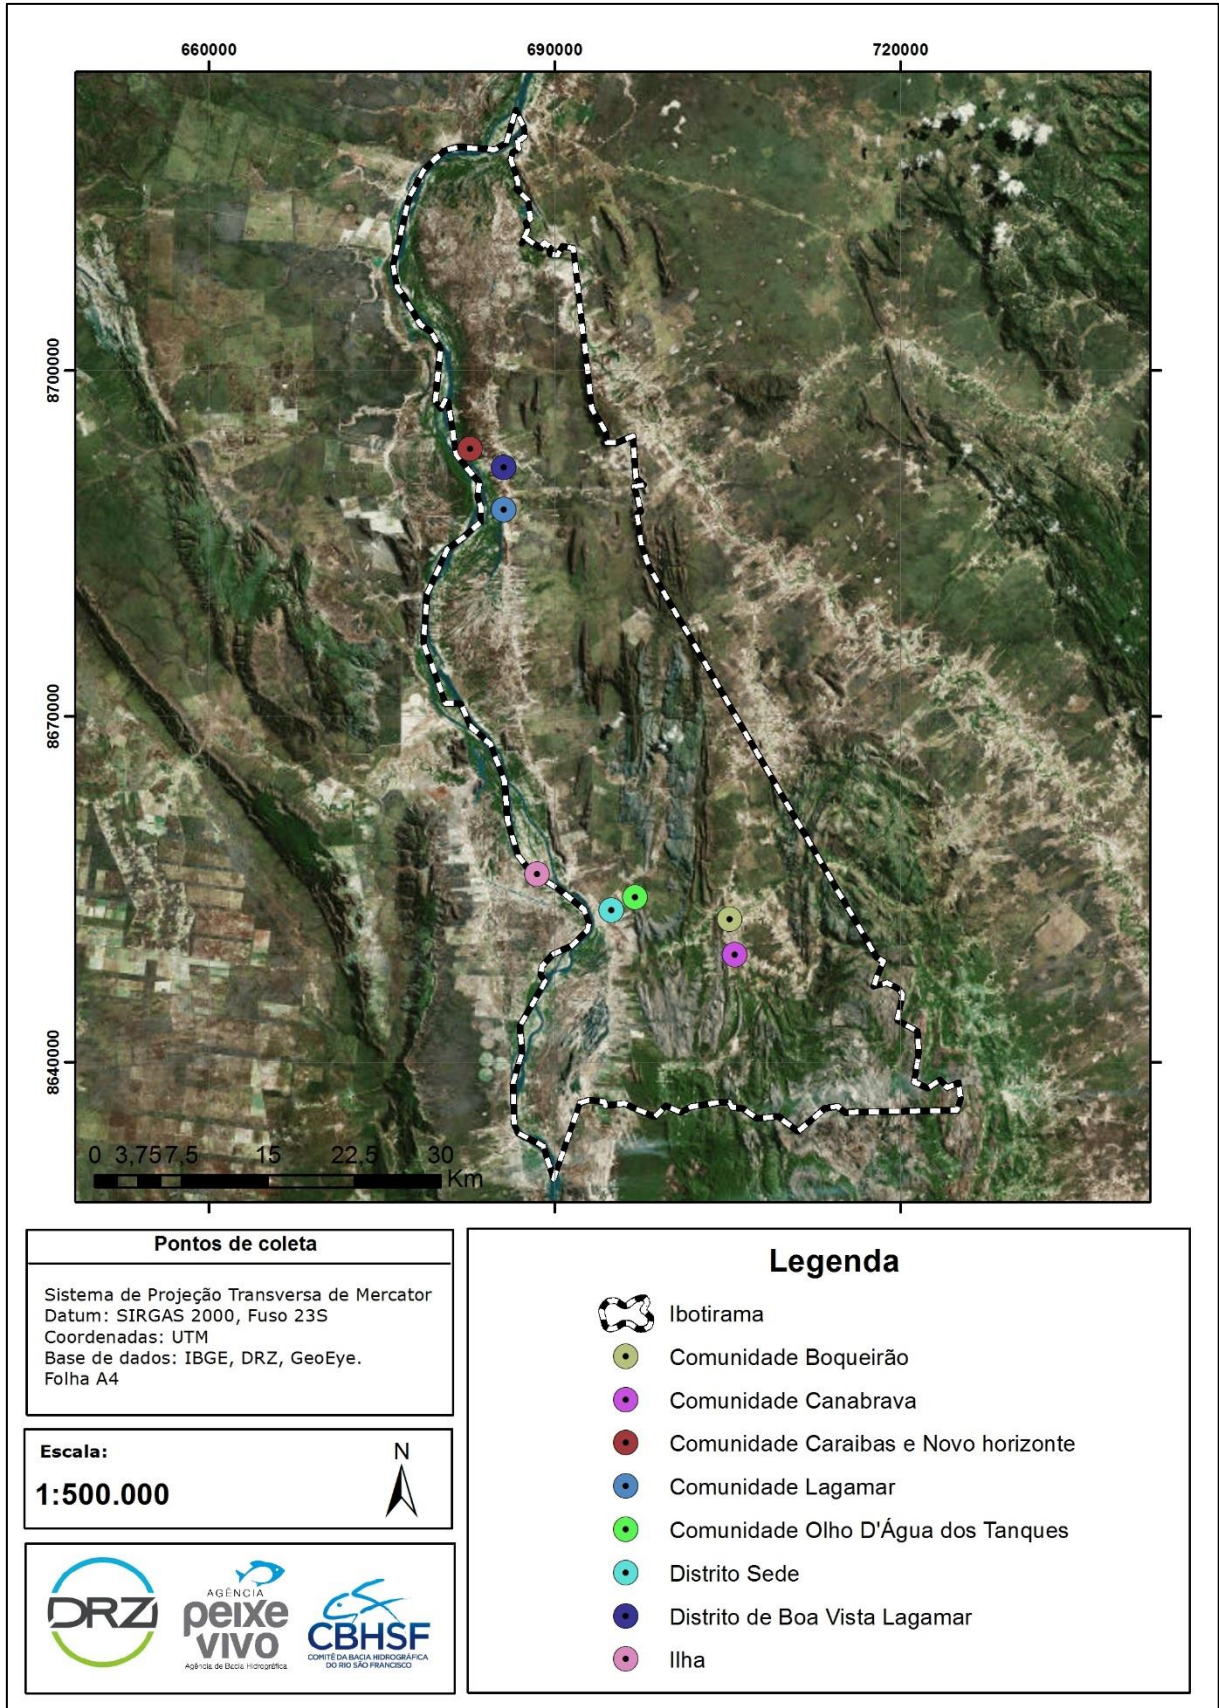 660000
690000
720000
8700000
8670000
8640000
0 3,75 7,5 15 22,5 30
Km
Pontos de coleta
Sistema de Projeção Transversa de Mercator
Datum: SIRGAS 2000, Fuso 23S
Coordenadas: UTM
Base de dados: IBGE, DRZ, GeoEye.
Folha A4
Escala:
1:500.000
N
DRZ
AGÊNCIA
peixe
vivo
Agência de Bacia Hidrográfica
CBHSF
COMITÊ DA BACIA HIDROGRÁFICA
DO RIO SÃO FRANCISCO
Legenda
Ibotirama
Comunidade Boqueirão
Comunidade Canabrava
Comunidade Caraibas e Novo horizonte
Comunidade Lagamar
Comunidade Olho D'Água dos Tanques
Distrito Sede
Distrito de Boa Vista Lagamar
Ilha